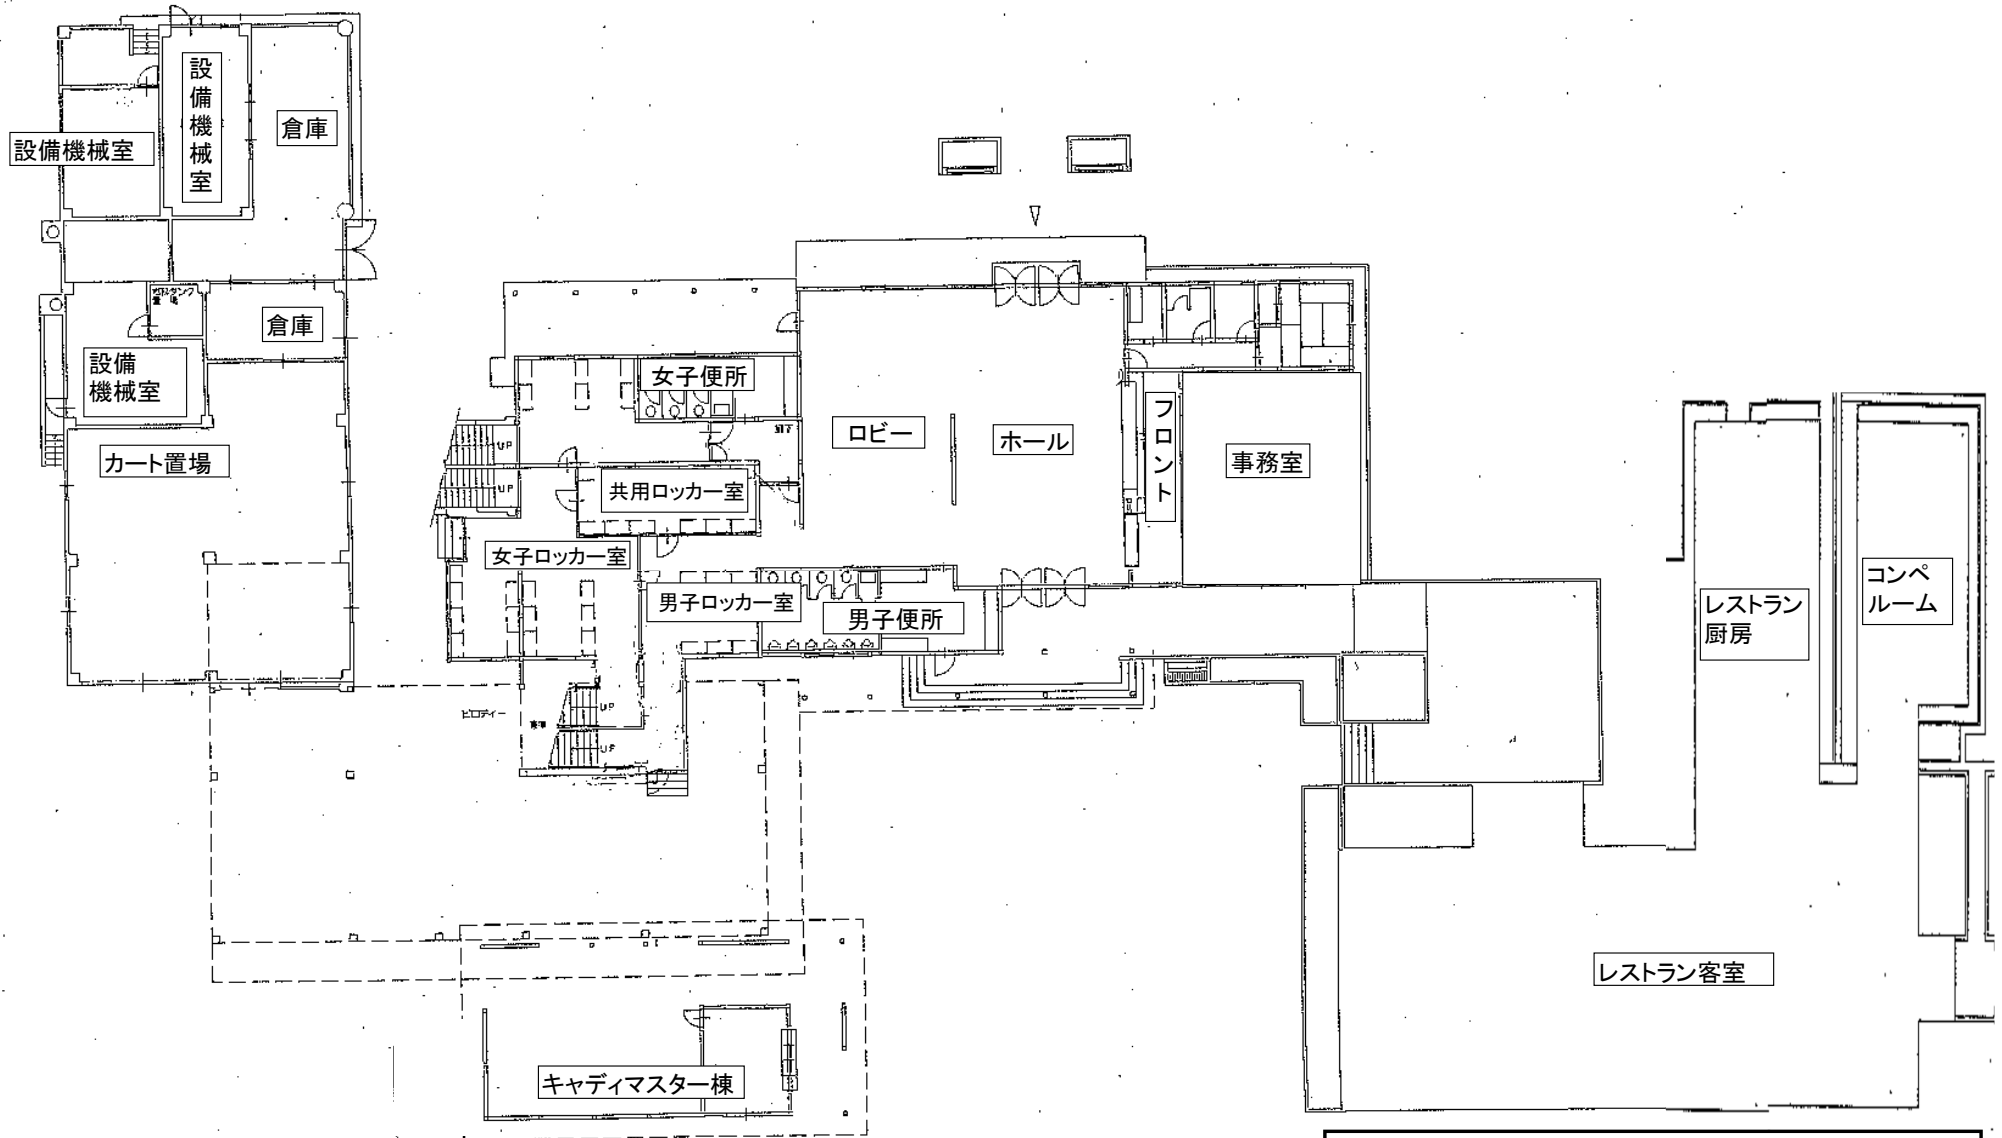 設備機械室
設備機械室
倉庫
倉庫
設備
機械室
カート置場
女子便所
ロビー
ホール
フロント
事務室
UP
UP
共用ロッカー室
女子ロッカー室
男子ロッカー室
男子便所
レストラン
厨房
コンペ
ルーム
ピロティー
UP
UP
レストラン客室
キャディマスター棟